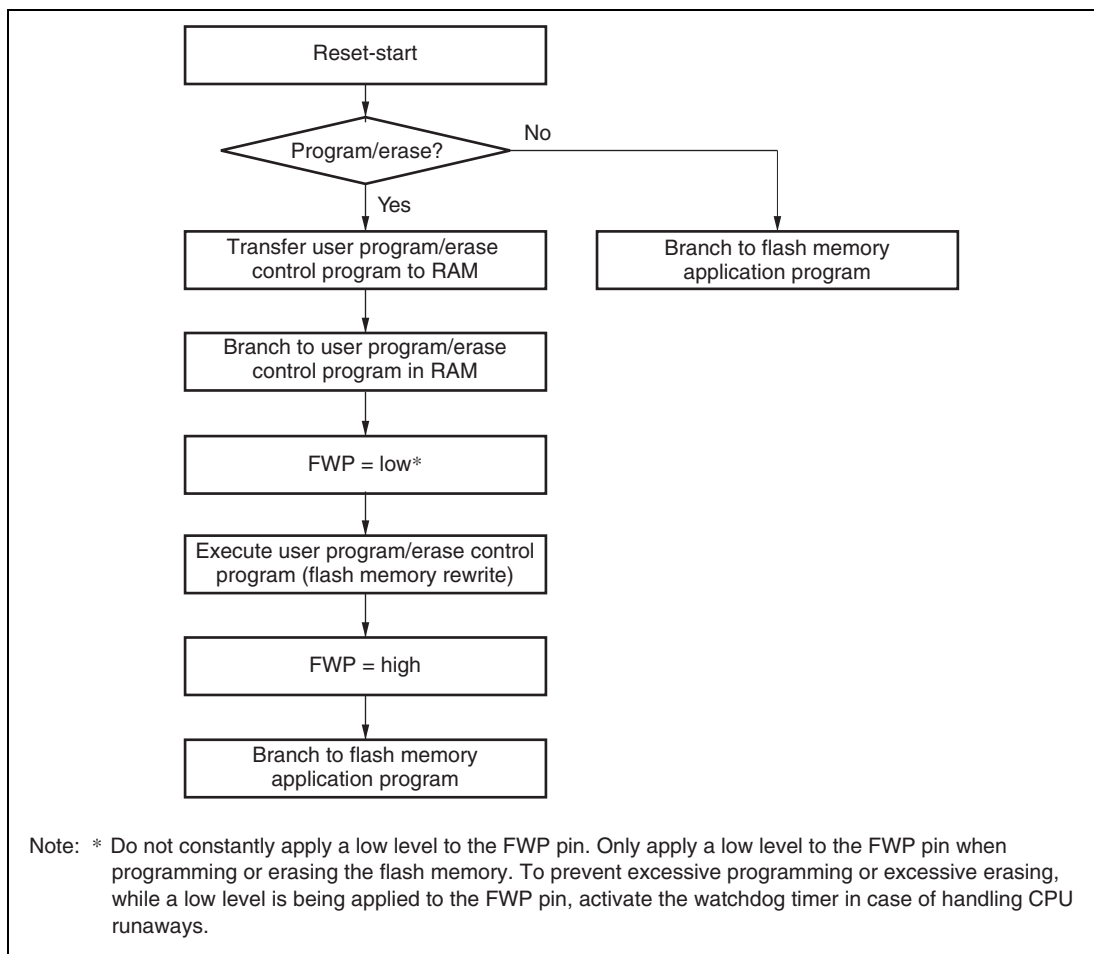 Reset-start
Program/erase?
No
Yes
Transfer user program/erase
control program to RAM
Branch to flash memory
application program
Branch to user program/erase
control program in RAM
FWP = low*
Execute user program/erase control
program (flash memory rewrite)
FWP = high
Branch to flash memory
application program
Note: * Do not constantly apply a low level to the FWP pin. Only apply a low level to the FWP pin when
programming or erasing the flash memory. To prevent excessive programming or excessive erasing,
while a low level is being applied to the FWP pin, activate the watchdog timer in case of handling CPU
runaways.